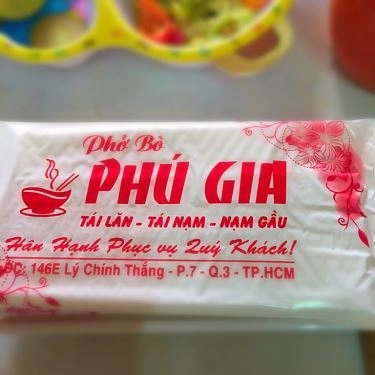 Phở Bò
PHÚ GIA
TÁI LĂN - TÁI NẠM - NẠM GẦU
Hân Hạnh Phục vụ Quý Khách!
ĐC: 146E Lý Chính Thắng - P.7 - Q.3 - TP.HCM